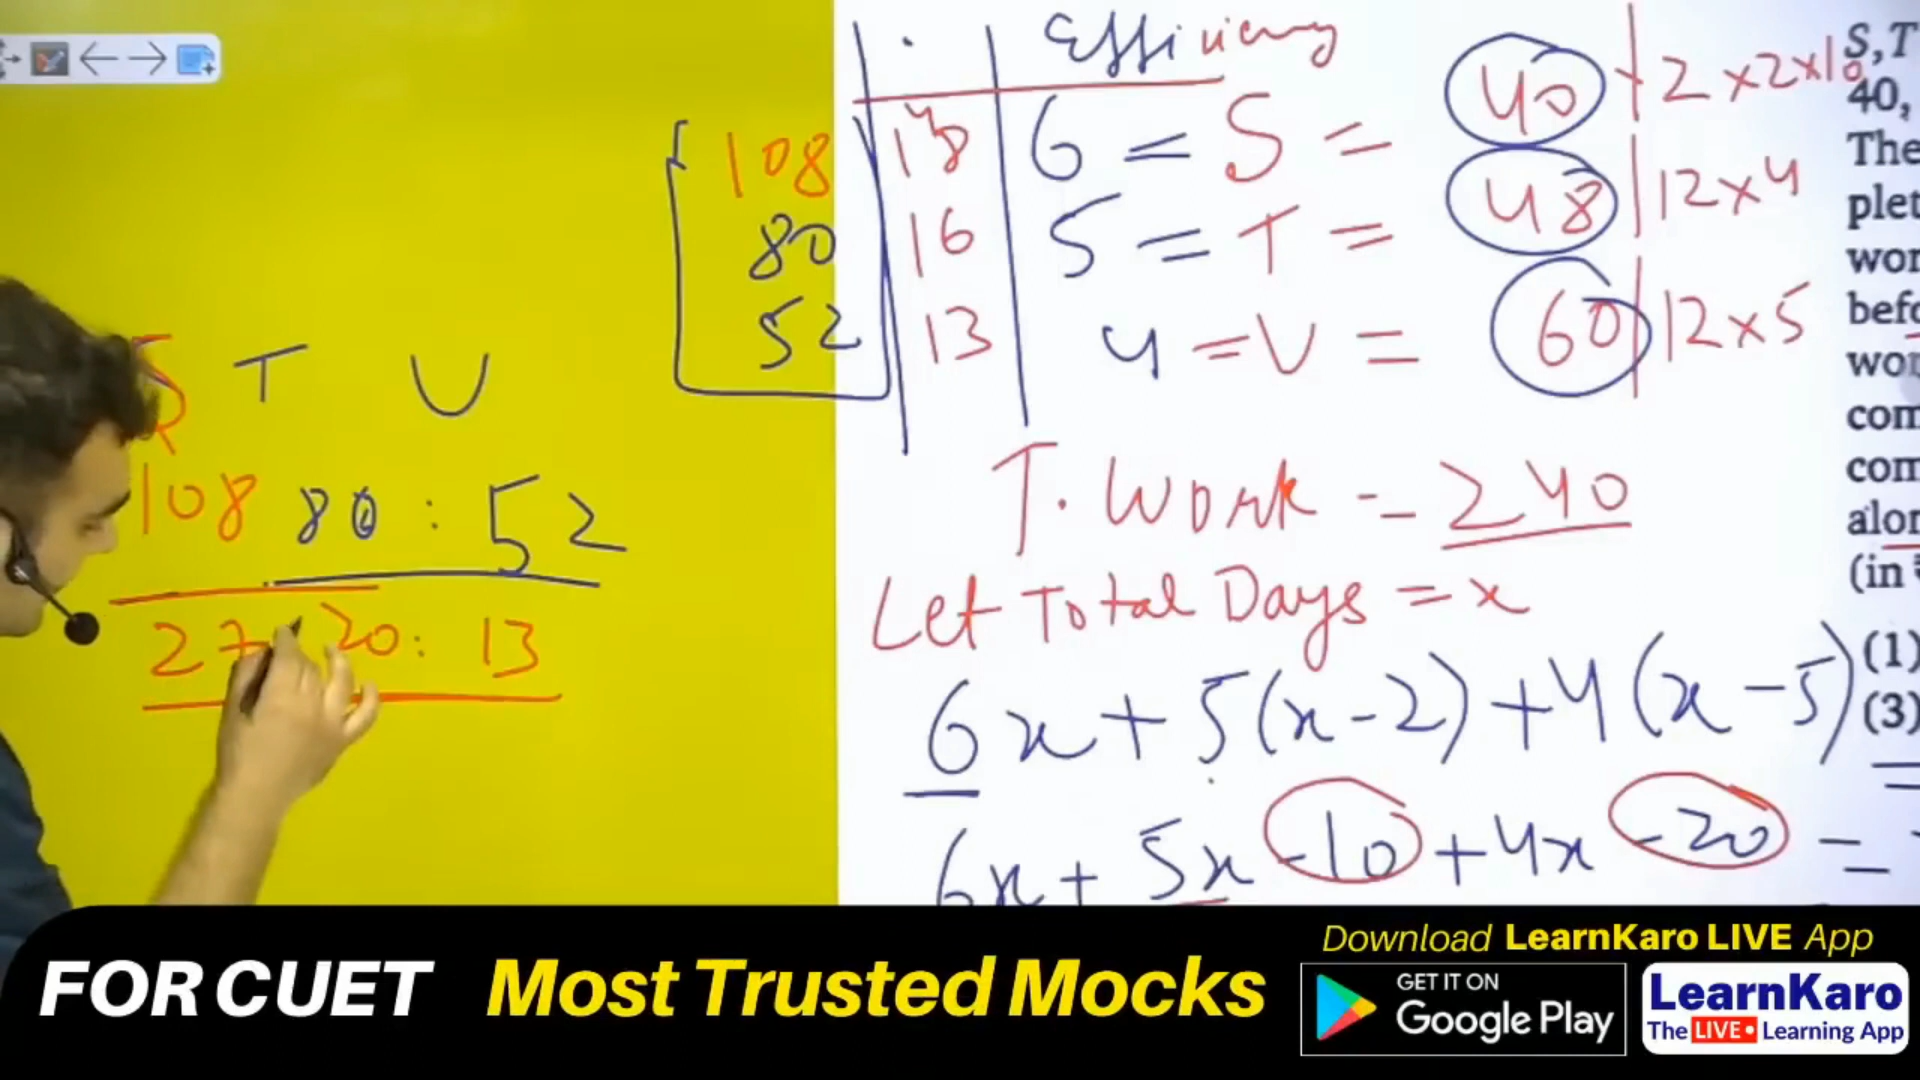 Efficiency
108 18 6 = S = 40 2×2×10
80 16 5 = T = 48 12×4
52 13 4 = V = 60 12×5
S T U
108 80 : 52
27 20 : 13
T. Work = 240
Let Total Days = x
6x + 5(x-2) + 4(x-5)
6x + 5x -10 + 4x -20 =
S, T
40,
The
plet
wor
befo
wor
com
com
alon
(in
(1)
(3)
FOR CUET Most Trusted Mocks
Download LearnKaro LIVE App
GET IT ON
Google Play
LearnKaro
The LIVE Learning App